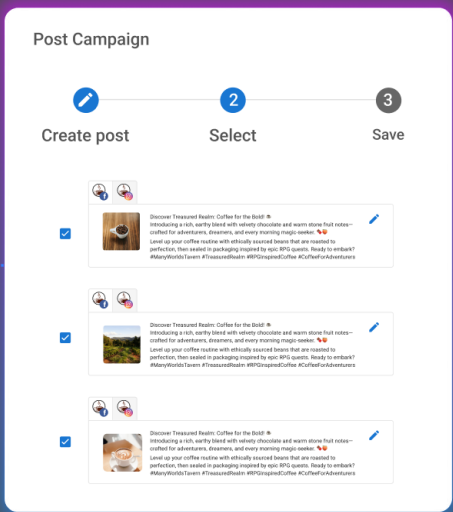 Post Campaign
2
3
Create post
Select
Save
Discover Treasured Realm: Coffee for the Bold!
Introducing a rich, earthy blend with velvety chocolate and warm stone fruit notes—
crafted for adventurers, dreamers, and every morning magic-seeker.
Level up your coffee routine with ethically sourced beans that are roasted to
perfection, then sealed in packaging inspired by epic RPG quests. Ready to embark?
#ManyWorldsTavern #TreasuredRealm #RPGInspiredCoffee #CoffeeForAdventurers
Discover Treasured Realm: Coffee for the Bold!
Introducing a rich, earthy blend with velvety chocolate and warm stone fruit notes—
crafted for adventurers, dreamers, and every morning magic-seeker.
Level up your coffee routine with ethically sourced beans that are roasted to
perfection, then sealed in packaging inspired by epic RPG quests. Ready to embark?
#ManyWorldsTavern #TreasuredRealm #RPGInspiredCoffee #CoffeeForAdventurers
Discover Treasured Realm: Coffee for the Bold!
Introducing a rich, earthy blend with velvety chocolate and warm stone fruit notes—
crafted for adventurers, dreamers, and every morning magic-seeker.
Level up your coffee routine with ethically sourced beans that are roasted to
perfection, then sealed in packaging inspired by epic RPG quests. Ready to embark?
#ManyWorldsTavern #TreasuredRealm #RPGInspiredCoffee #CoffeeForAdventurers